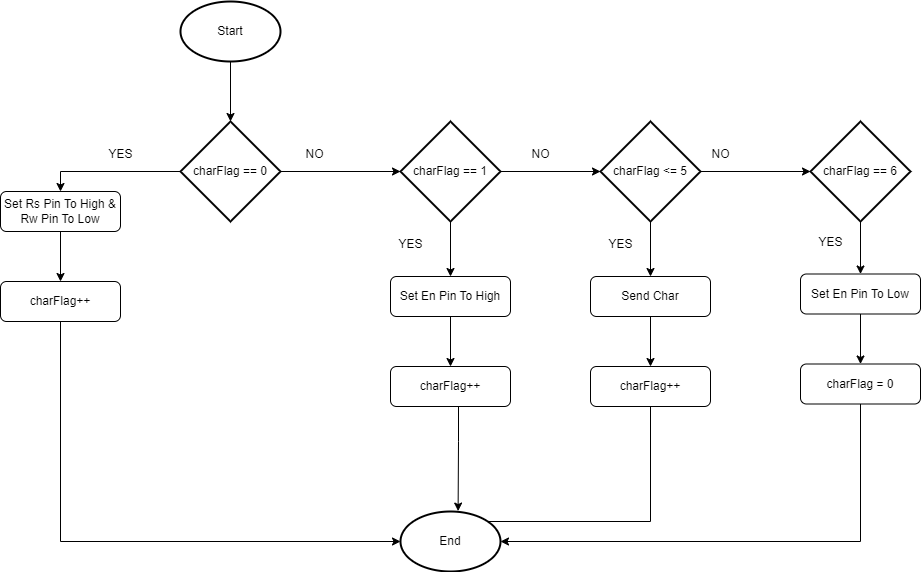 Start
YES
charFlag == 0
NO
charFlag == 1
NO
charFlag <= 5
NO
charFlag == 6
Set Rs Pin To High &
Rw Pin To Low
YES
YES
YES
charFlag++
Set En Pin To High
Send Char
Set En Pin To Low
charFlag++
charFlag++
charFlag = 0
End